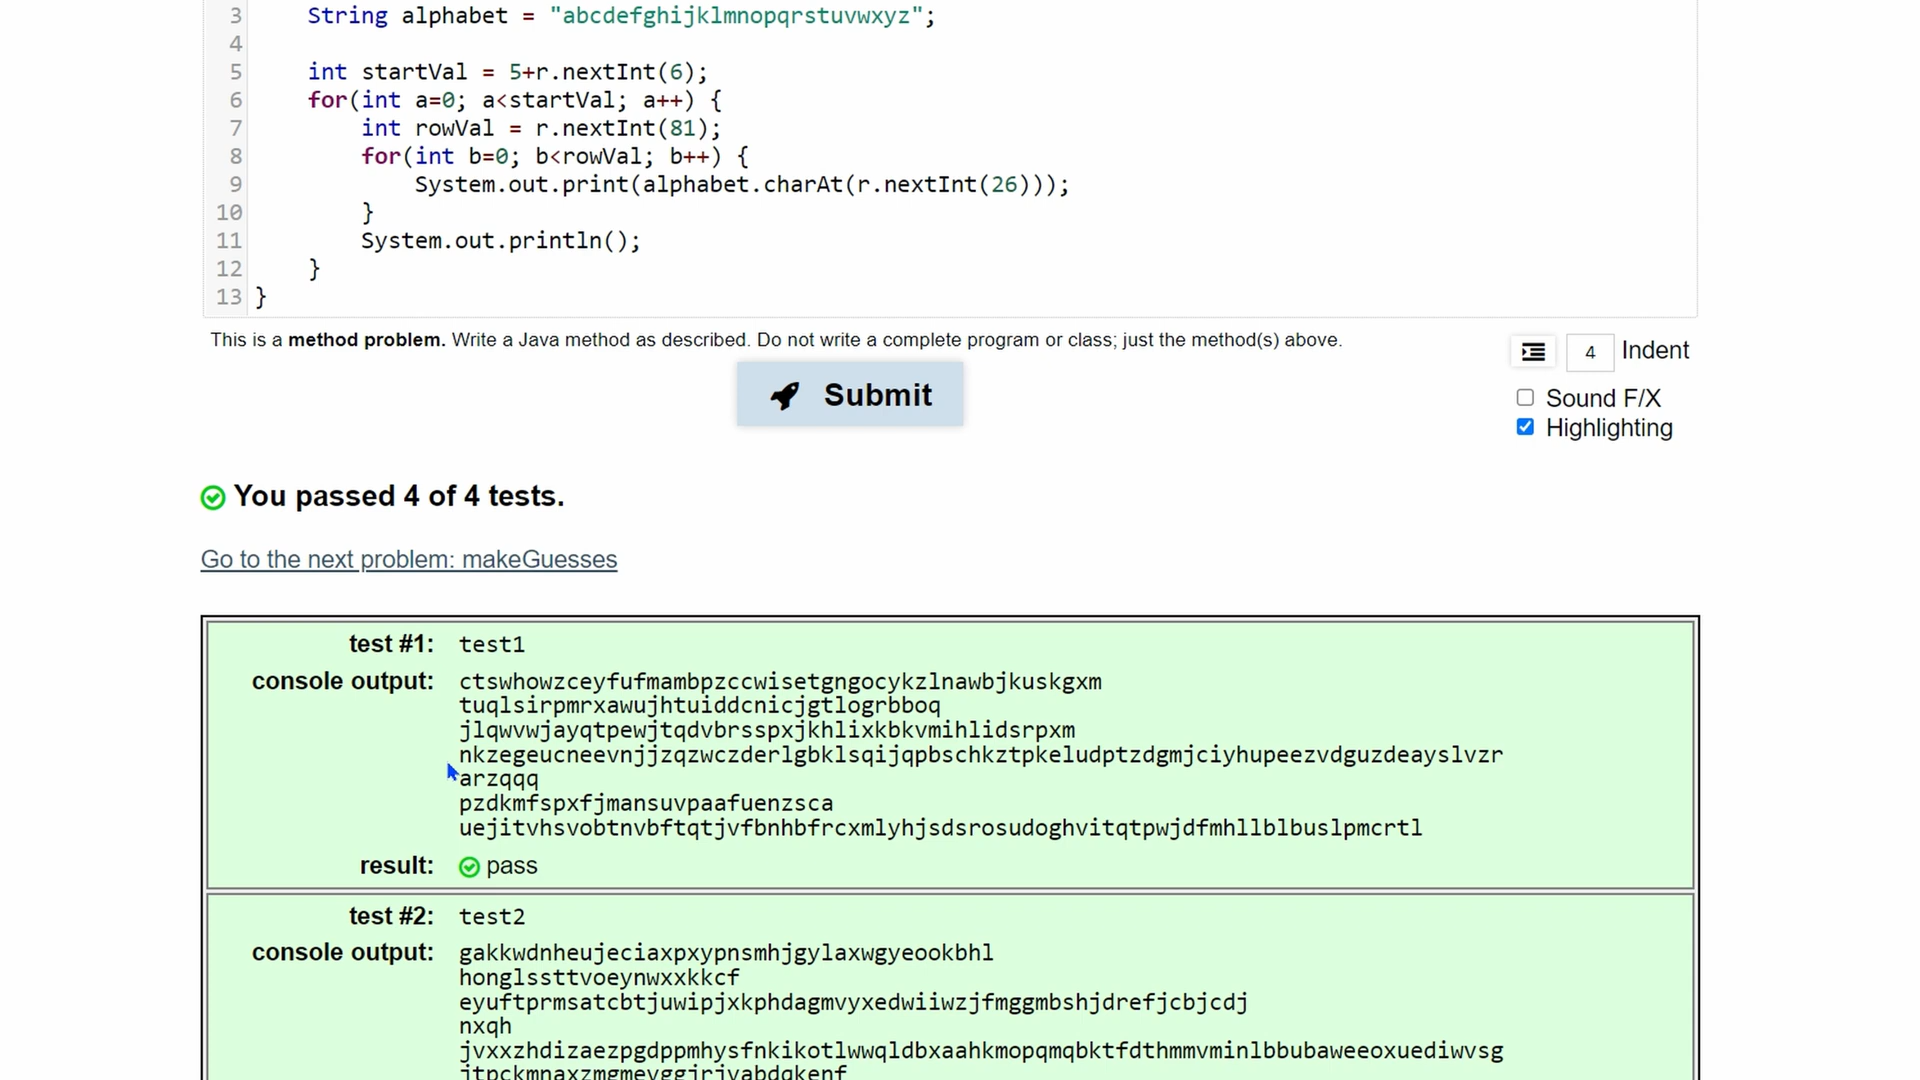 3 String alphabet = "abcdefghijklmnopqrstuvwxyz";
4
5 int startVal = 5+r.nextInt(6);
6 for(int a=0; a<startVal; a++) {
7 int rowVal = r.nextInt(81);
8 for(int b=0; b<rowVal; b++) {
9 System.out.print(alphabet.charAt(r.nextInt(26)));
10 }
11 System.out.println();
12 }
13 }
This is a method problem. Write a Java method as described. Do not write a complete program or class; just the method(s) above.
4 Indent
Submit
Sound F/X
Highlighting
You passed 4 of 4 tests.
Go to the next problem: makeGuesses
test #1: test1
console output: ctswhowzceyfufmambpzccwisetgngocykzlnawbjkuskgxm
tuqlsirpmrxawujhtuiddcnicjgtlogrbboq
jlqwvwjayqtpewjtqdvbrsspxjkhlixkbkvmihlidsrpxm
nkzegeucneevnjjzqzwczderlgbklsqijqpbschkztpkeludptzdgmjciyhupeezvdguzdeayslvzr
arzqqq
pzdkmfspxfjmansuvpaafuenzsca
uejitvhsvobtnvbftqtjvfbnhbfrcxmlyhjsdsrosudoghvitqtpwjdfmhllblbuslpmcrtl
result: pass
test #2: test2
console output: gakkwdnheujeciaxpxypnsmhjgylaxwgyeookbhl
honglssttvoeynwxxkkcf
eyuftprmsatcbtjuwipjxkphdagmvyxedwiiwzjfmggmbshjdrefjcbjcdj
nxqh
jvxxzhdizaezpgdppmhysfnkikotlwwqldbxaahkmopqmqbktfdthmmvminlbbubaweeoxuediwvsg